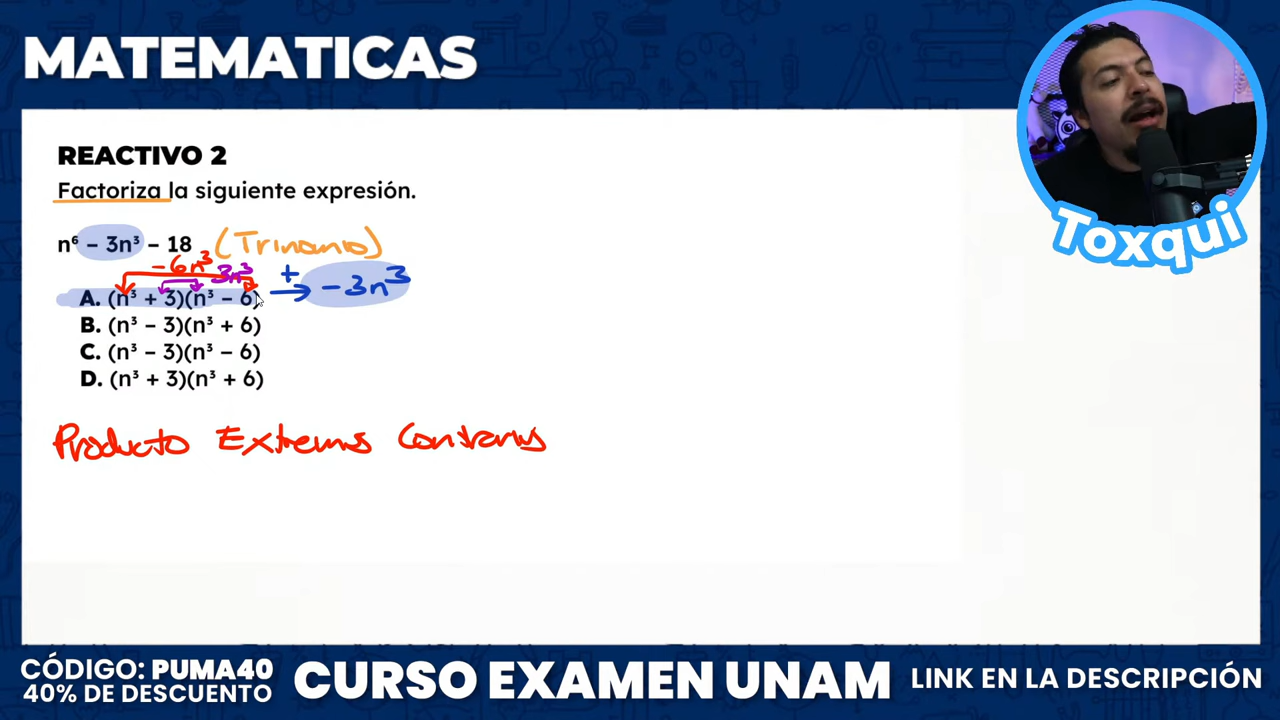 MATEMATICAS
REACTIVO 2
Factoriza la siguiente expresión.
n⁶ – 3n³ – 18 (Trinomio)
-6n³ 3n³ + -3n³
A. (n³ + 3)(n³ – 6)
B. (n³ – 3)(n³ + 6)
C. (n³ – 3)(n³ – 6)
D. (n³ + 3)(n³ + 6)
Producto Extremos Contrarios
Toxqui
CÓDIGO: PUMA40
40% DE DESCUENTO
CURSO EXAMEN UNAM
LINK EN LA DESCRIPCIÓN